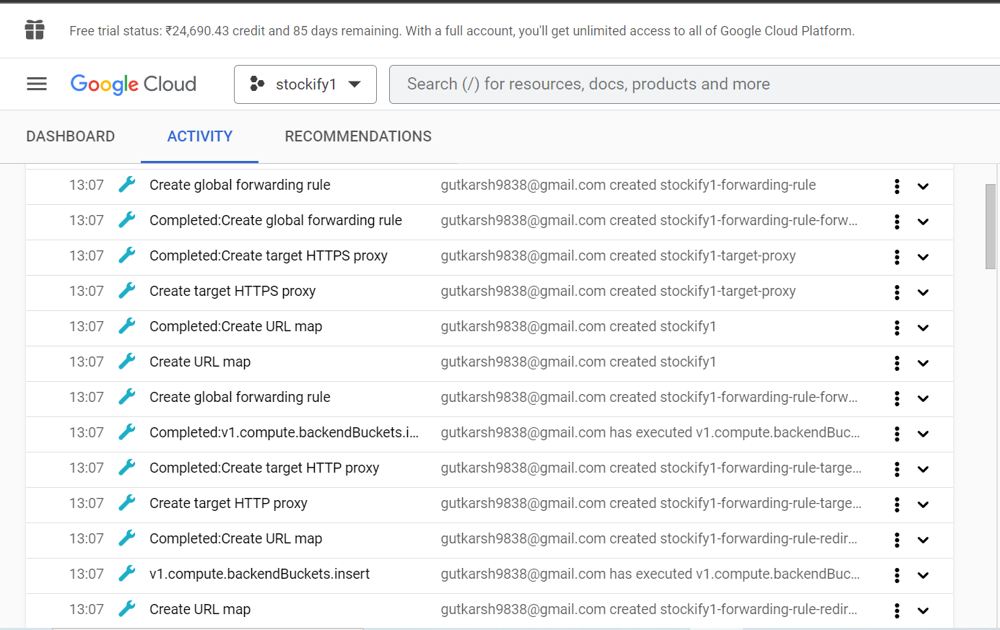 Free trial status: ₹24,690.43 credit and 85 days remaining. With a full account, you'll get unlimited access to all of Google Cloud Platform.
Google Cloud stockify1 Search (/) for resources, docs, products and more
DASHBOARD ACTIVITY RECOMMENDATIONS
13:07 Create global forwarding rule gutkarsh9838@gmail.com created stockify1-forwarding-rule
13:07 Completed:Create global forwarding rule gutkarsh9838@gmail.com created stockify1-forwarding-rule-forw...
13:07 Completed:Create target HTTPS proxy gutkarsh9838@gmail.com created stockify1-target-proxy
13:07 Create target HTTPS proxy gutkarsh9838@gmail.com created stockify1-target-proxy
13:07 Completed:Create URL map gutkarsh9838@gmail.com created stockify1
13:07 Create URL map gutkarsh9838@gmail.com created stockify1
13:07 Create global forwarding rule gutkarsh9838@gmail.com created stockify1-forwarding-rule-forw...
13:07 Completed:v1.compute.backendBuckets.i... gutkarsh9838@gmail.com has executed v1.compute.backendBuc...
13:07 Completed:Create target HTTP proxy gutkarsh9838@gmail.com created stockify1-forwarding-rule-targe...
13:07 Create target HTTP proxy gutkarsh9838@gmail.com created stockify1-forwarding-rule-targe...
13:07 Completed:Create URL map gutkarsh9838@gmail.com created stockify1-forwarding-rule-redir...
13:07 v1.compute.backendBuckets.insert gutkarsh9838@gmail.com has executed v1.compute.backendBuc...
13:07 Create URL map gutkarsh9838@gmail.com created stockify1-forwarding-rule-redir...